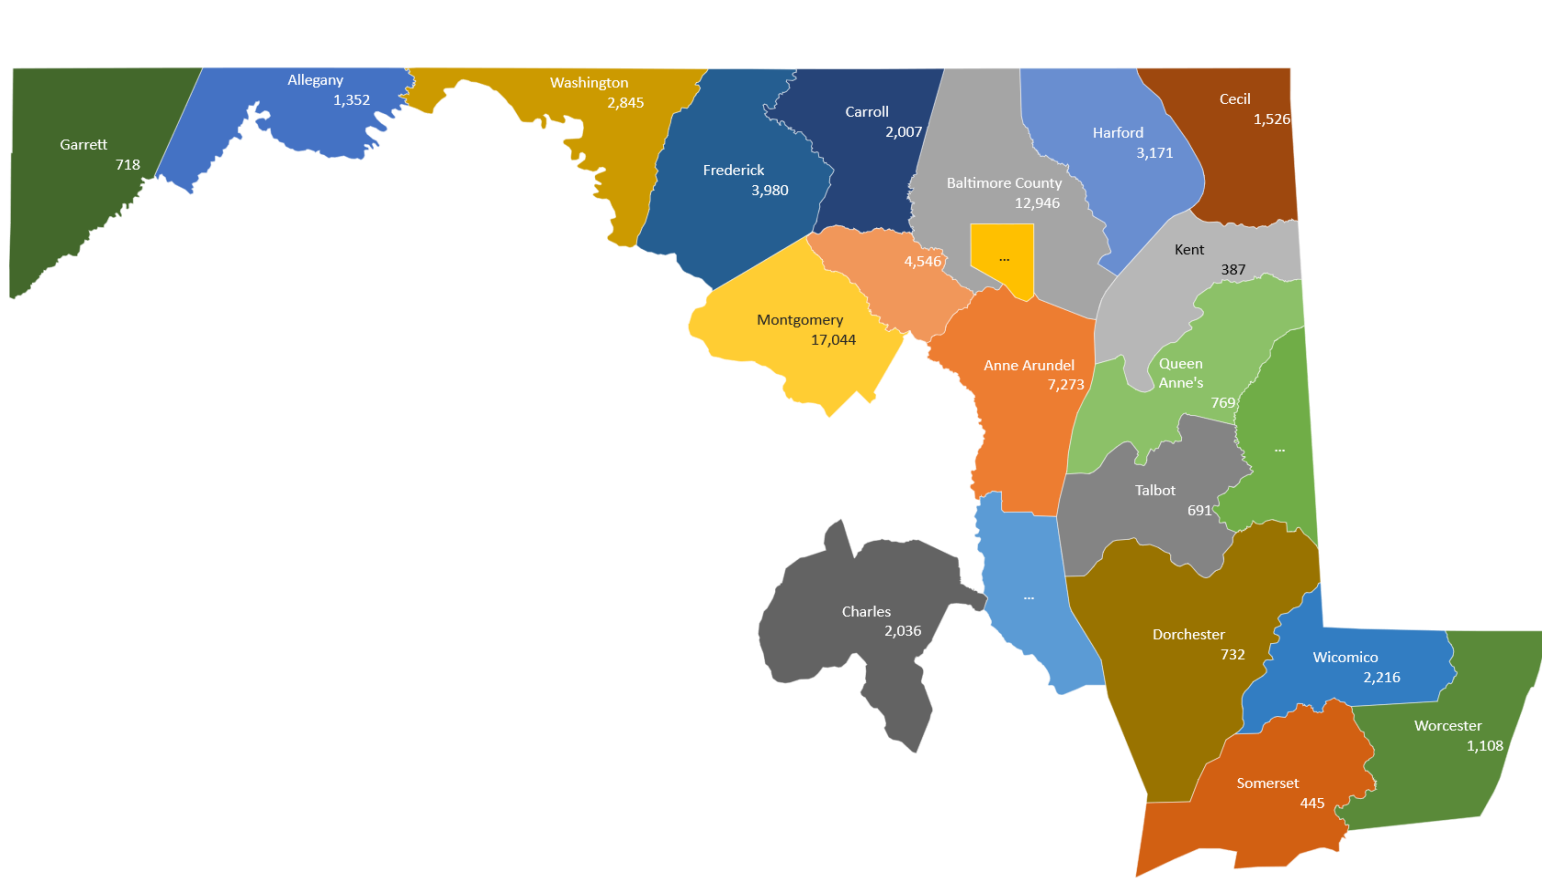 Allegany
1,352
Washington
2,845
Garrett
718
Frederick
3,980
Carroll
2,007
Baltimore County
12,946
Harford
3,171
Cecil
1,526
4,546
...
Kent
387
Montgomery
17,044
Anne Arundel
7,273
Queen
Anne's
769
...
Talbot
691
...
Charles
2,036
Dorchester
732
Wicomico
2,216
Worcester
1,108
Somerset
445